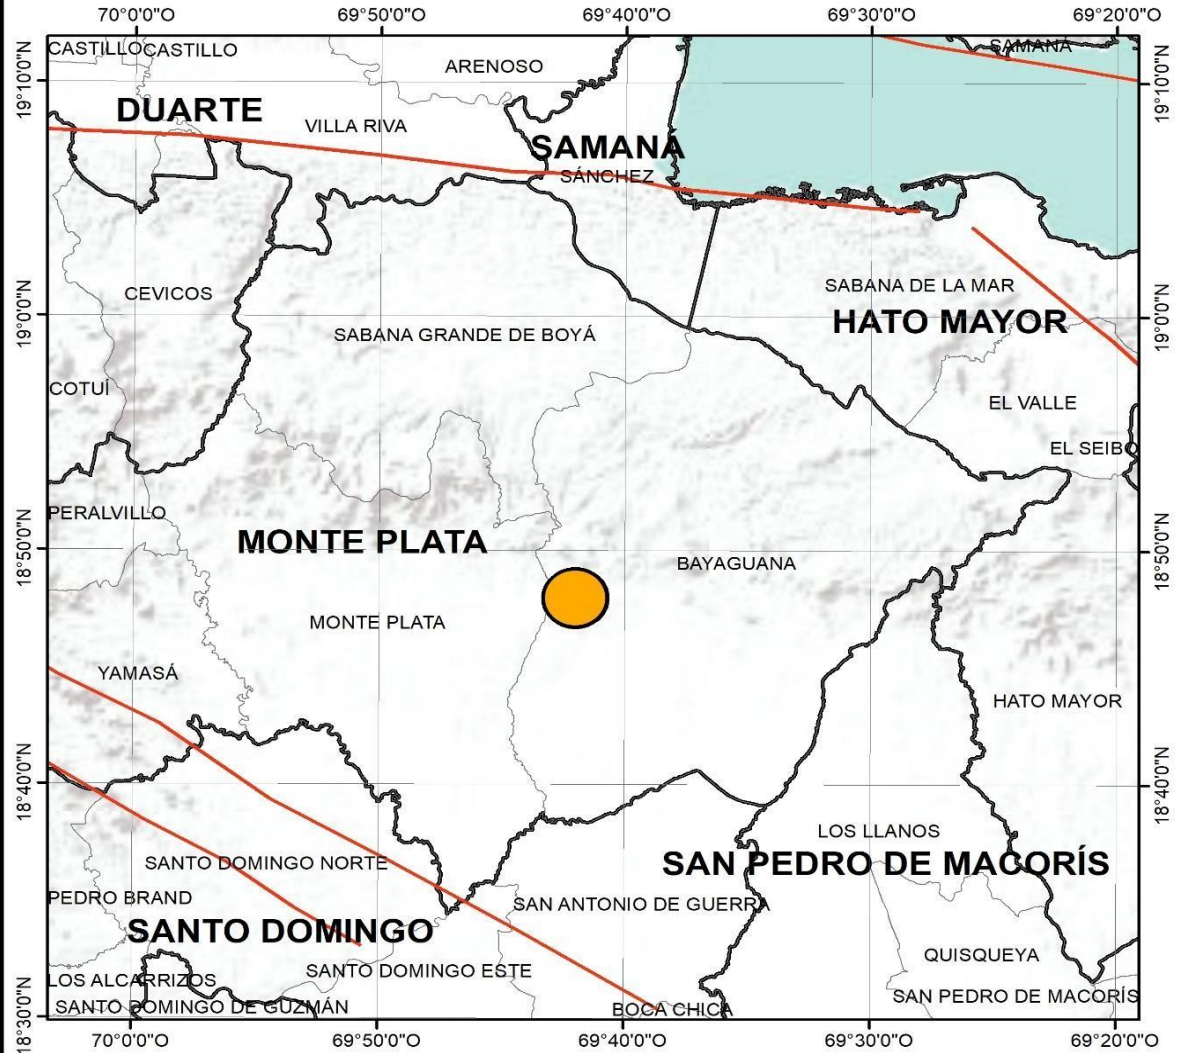 70°0'0"O 69°50'0"O 69°40'0"O 69°30'0"O 69°20'0"O
CASTILLO CASTILLO
SAMANÁ
ARENOSO
19°10'0"N
19°10'0"N
DUARTE
VILLA RIVA
SAMANÁ
SÁNCHEZ
CEVICOS
SABANA DE LA MAR
19°0'0"N
HATO MAYOR
19°0'0"N
SABANA GRANDE DE BOYÁ
COTUÍ
EL VALLE
EL SEIBO
PERALVILLO
MONTE PLATA
18°50'0"N
18°50'0"N
BAYAGUANA
MONTE PLATA
YAMASÁ
HATO MAYOR
18°40'0"N
18°40'0"N
LOS LLANOS
SANTO DOMINGO NORTE
SAN PEDRO DE MACORÍS
PEDRO BRAND
SAN ANTONIO DE GUERRA
SANTO DOMINGO
QUISQUEYA
SANTO DOMINGO ESTE
LOS ALCARRIZOS
SAN PEDRO DE MACORÍS
SANTO DOMINGO DE GUZMÁN
BOCA CHICA
18°30'0"N
18°30'0"N
70°0'0"O 69°50'0"O 69°40'0"O 69°30'0"O 69°20'0"O